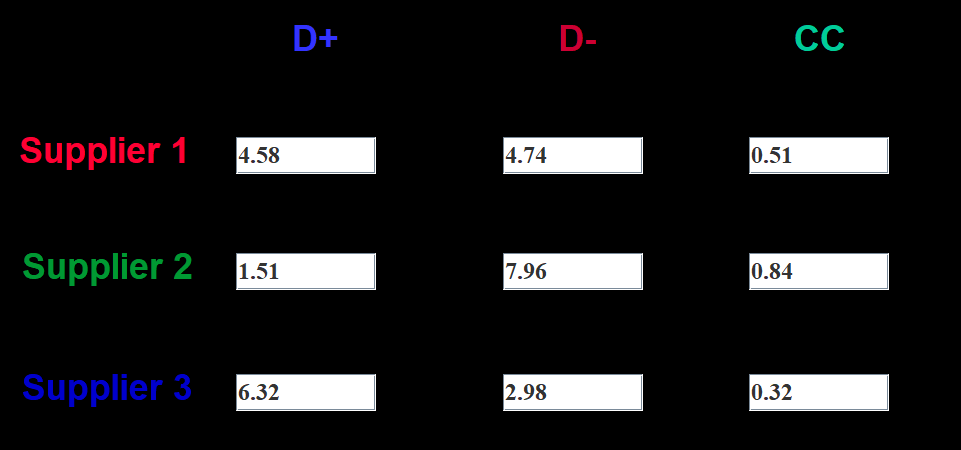 D+ D- CC
Supplier 1 4.58 4.74 0.51
Supplier 2 1.51 7.96 0.84
Supplier 3 6.32 2.98 0.32